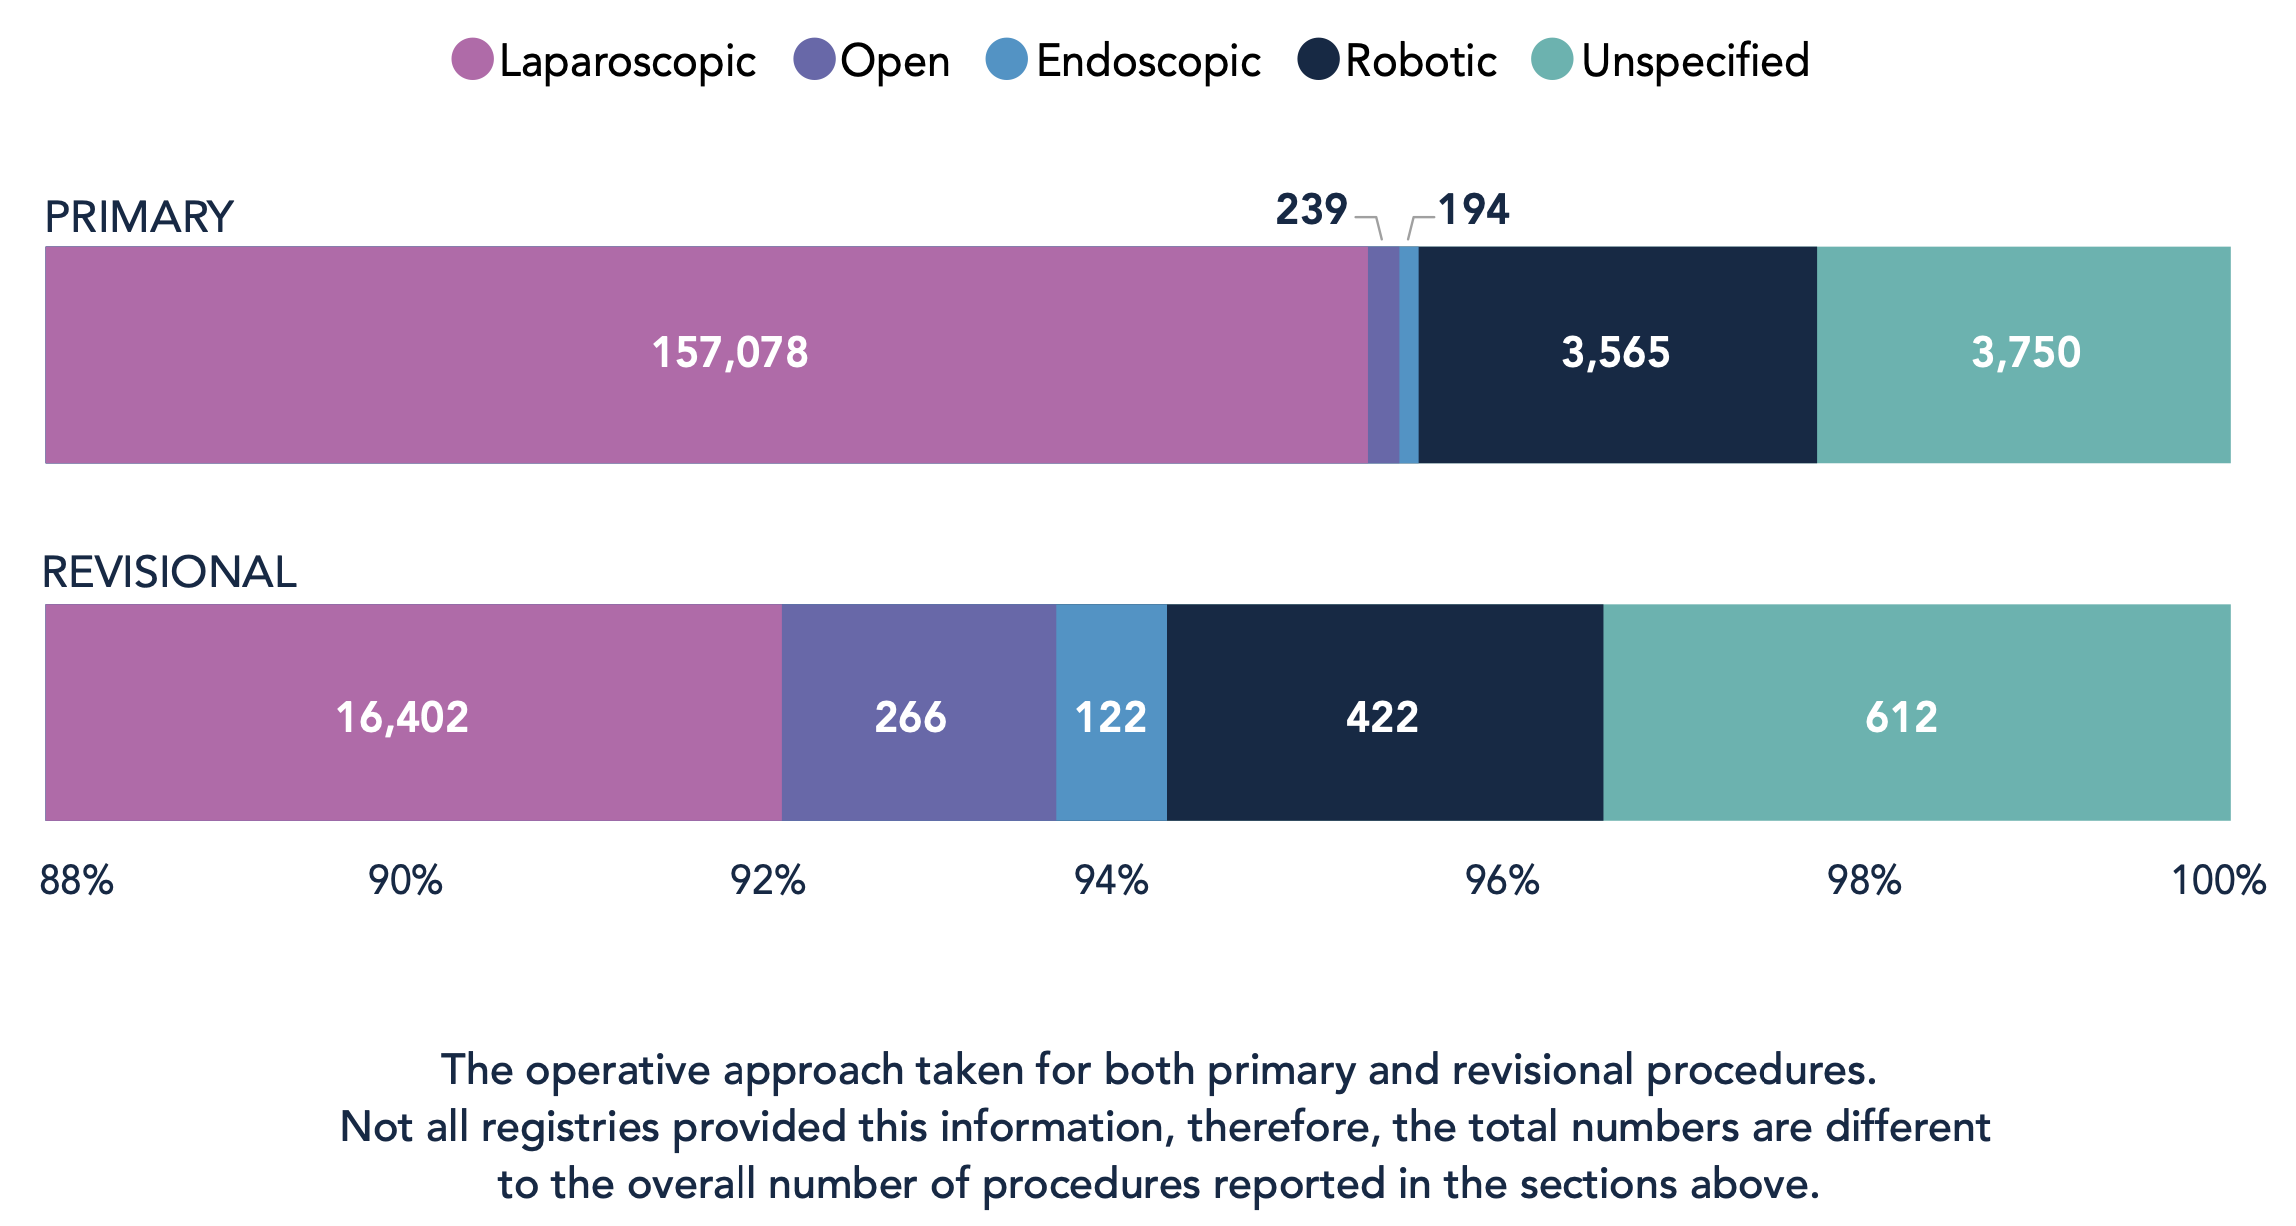 Laparoscopic Open Endoscopic Robotic Unspecified
PRIMARY
239 194
157,078 3,565 3,750
REVISIONAL
16,402 266 122 422 612
88% 90% 92% 94% 96% 98% 100%
The operative approach taken for both primary and revisional procedures.
Not all registries provided this information, therefore, the total numbers are different
to the overall number of procedures reported in the sections above.